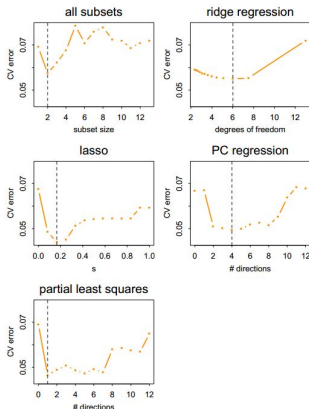 all subsets
CV error
0.07
0.05
2 4 6 8 10 12
subset size
ridge regression
CV error
0.07
0.05
2 4 6 8 10 12
degrees of freedom
lasso
CV error
0.07
0.05
0.0 0.2 0.4 0.6 0.8 1.0
s
PC regression
CV error
0.07
0.05
0 2 4 6 8 10 12
# directions
partial least squares
CV error
0.07
0.05
0 2 4 6 8 10 12
# directions